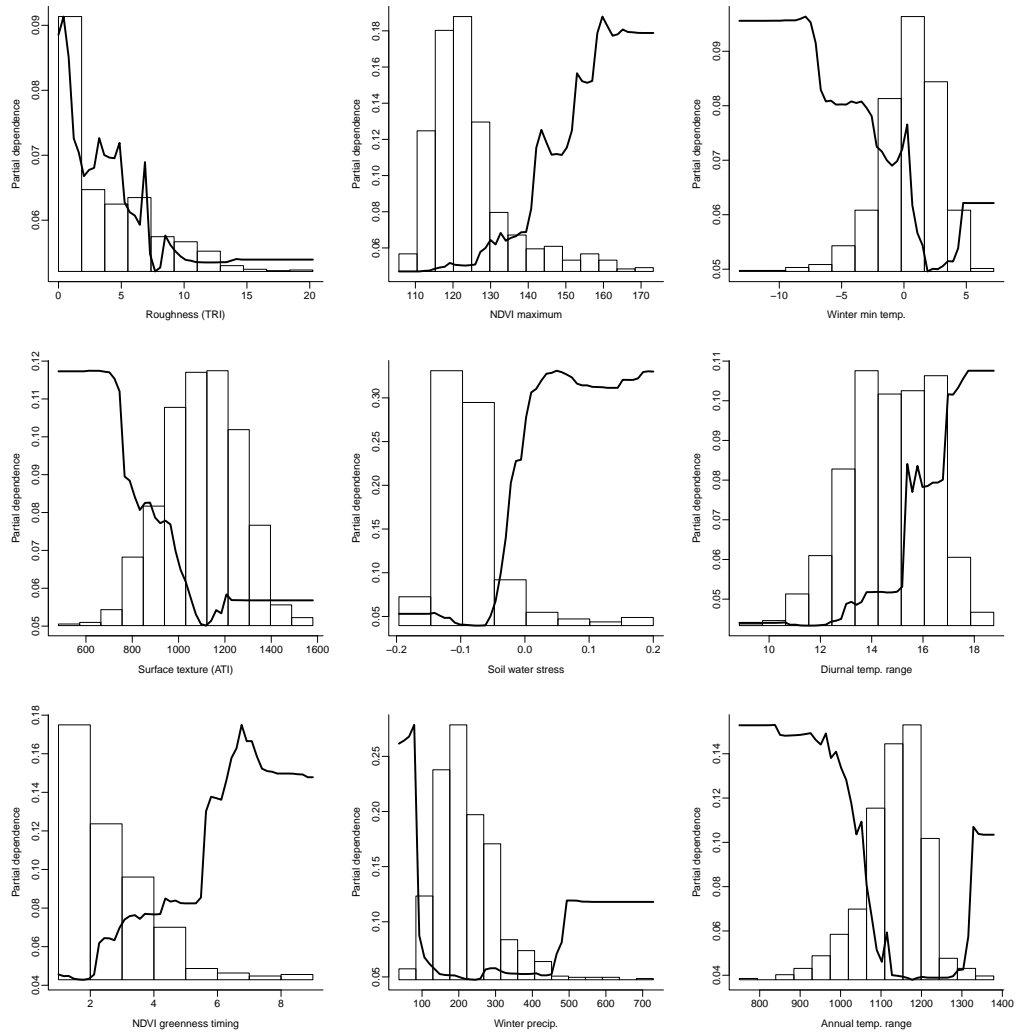 Partial dependence
0.06 0.07 0.08 0.09
0 5 10 15 20
Roughness (TRI)
Partial dependence
0.06 0.08 0.10 0.12 0.14 0.16 0.18
110 120 130 140 150 160 170
NDVI maximum
Partial dependence
0.05 0.06 0.07 0.08 0.09
−10 −5 0 5
Winter min temp.
Partial dependence
0.05 0.06 0.07 0.08 0.09 0.10 0.11 0.12
600 800 1000 1200 1400 1600
Surface texture (ATI)
Partial dependence
0.05 0.10 0.15 0.20 0.25 0.30
−0.2 −0.1 0.0 0.1 0.2
Soil water stress
Partial dependence
0.05 0.06 0.07 0.08 0.09 0.10 0.11
10 12 14 16 18
Diurnal temp. range
Partial dependence
0.04 0.06 0.08 0.10 0.12 0.14 0.16 0.18
2 4 6 8
NDVI greenness timing
Partial dependence
0.05 0.10 0.15 0.20 0.25
100 200 300 400 500 600 700
Winter precip.
Partial dependence
0.04 0.06 0.08 0.10 0.12 0.14
800 900 1000 1100 1200 1300 1400
Annual temp. range